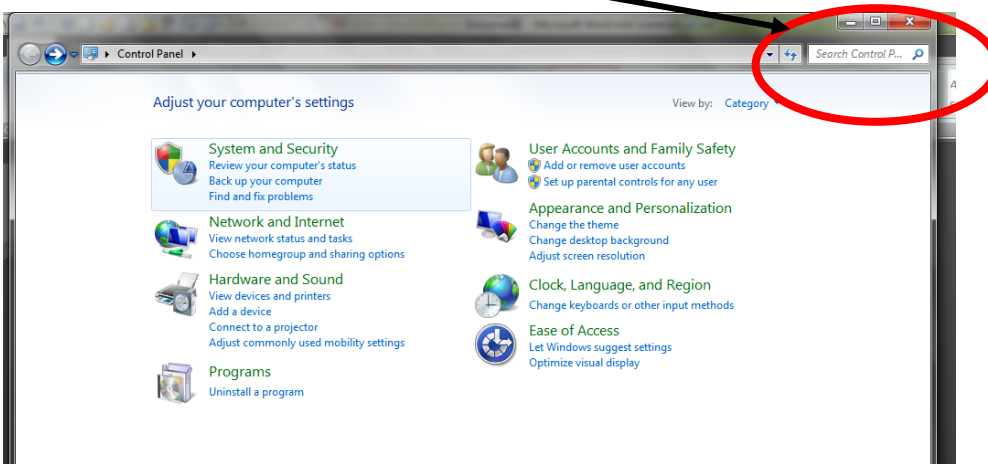 Control Panel
Search Control P...
Adjust your computer's settings
View by: Category
System and Security
Review your computer's status
Back up your computer
Find and fix problems
Network and Internet
View network status and tasks
Choose homegroup and sharing options
Hardware and Sound
View devices and printers
Add a device
Connect to a projector
Adjust commonly used mobility settings
Programs
Uninstall a program
User Accounts and Family Safety
Add or remove user accounts
Set up parental controls for any user
Appearance and Personalization
Change the theme
Change desktop background
Adjust screen resolution
Clock, Language, and Region
Change keyboards or other input methods
Ease of Access
Let Windows suggest settings
Optimize visual display